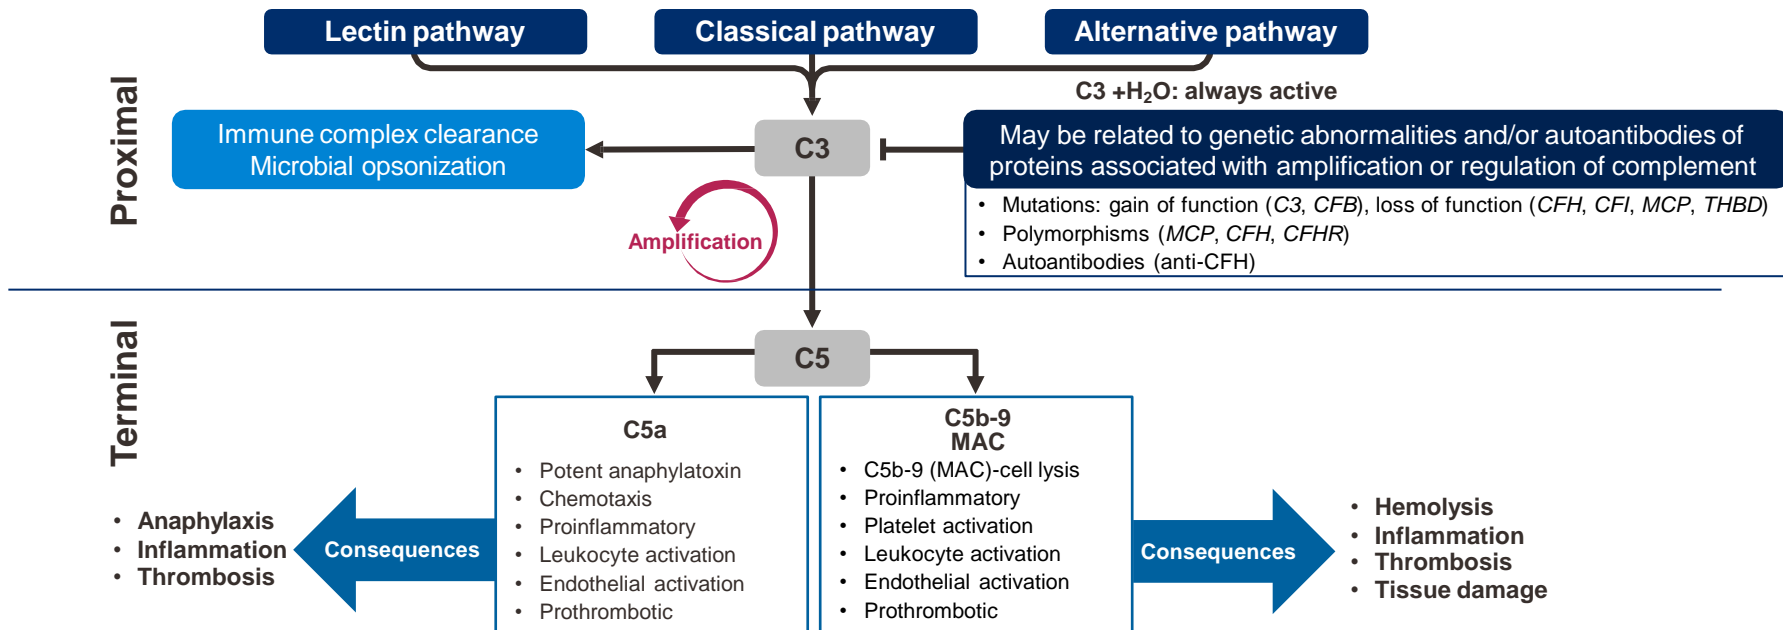 Lectin pathway
Classical pathway
Alternative pathway
Proximal
C3 +H₂O: always active
Immune complex clearance
Microbial opsonization
C3
May be related to genetic abnormalities and/or autoantibodies of
proteins associated with amplification or regulation of complement
• Mutations: gain of function (C3, CFB), loss of function (CFH, CFI, MCP, THBD)
• Polymorphisms (MCP, CFH, CFHR)
• Autoantibodies (anti-CFH)
Amplification
Terminal
C5
C5a
• Potent anaphylatoxin
• Chemotaxis
• Proinflammatory
• Leukocyte activation
• Endothelial activation
• Prothrombotic
C5b-9
MAC
• C5b-9 (MAC)-cell lysis
• Proinflammatory
• Platelet activation
• Leukocyte activation
• Endothelial activation
• Prothrombotic
Consequences
• Anaphylaxis
• Inflammation
• Thrombosis
Consequences
• Hemolysis
• Inflammation
• Thrombosis
• Tissue damage